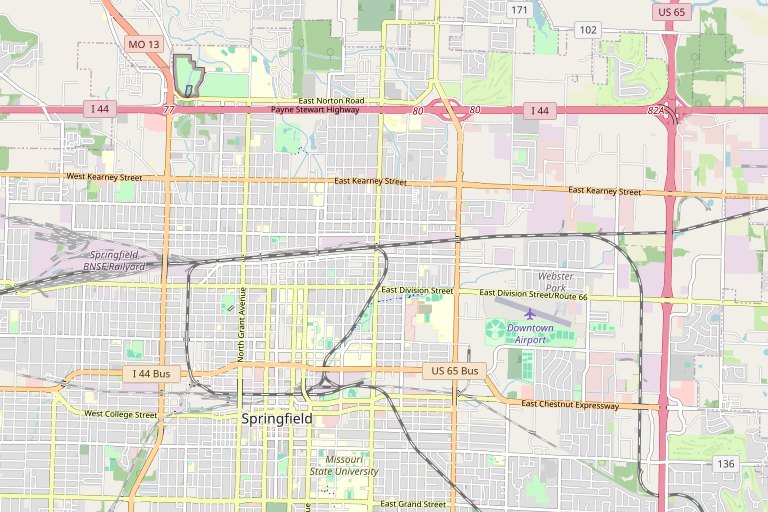 171
US 65
102
MO 13
East Norton Road
I 44
77
Payne Stewart Highway
80
80
I 44
82A
West Kearney Street
East Kearney Street
East Kearney Street
Springfield
BNSF Railyard
Webster
Park
East Division Street
East Division Street/Route 66
North Grant Avenue
Downtown
Airport
I 44 Bus
US 65 Bus
West College Street
East Chestnut Expressway
Springfield
Missouri
State University
136
East Grand Street